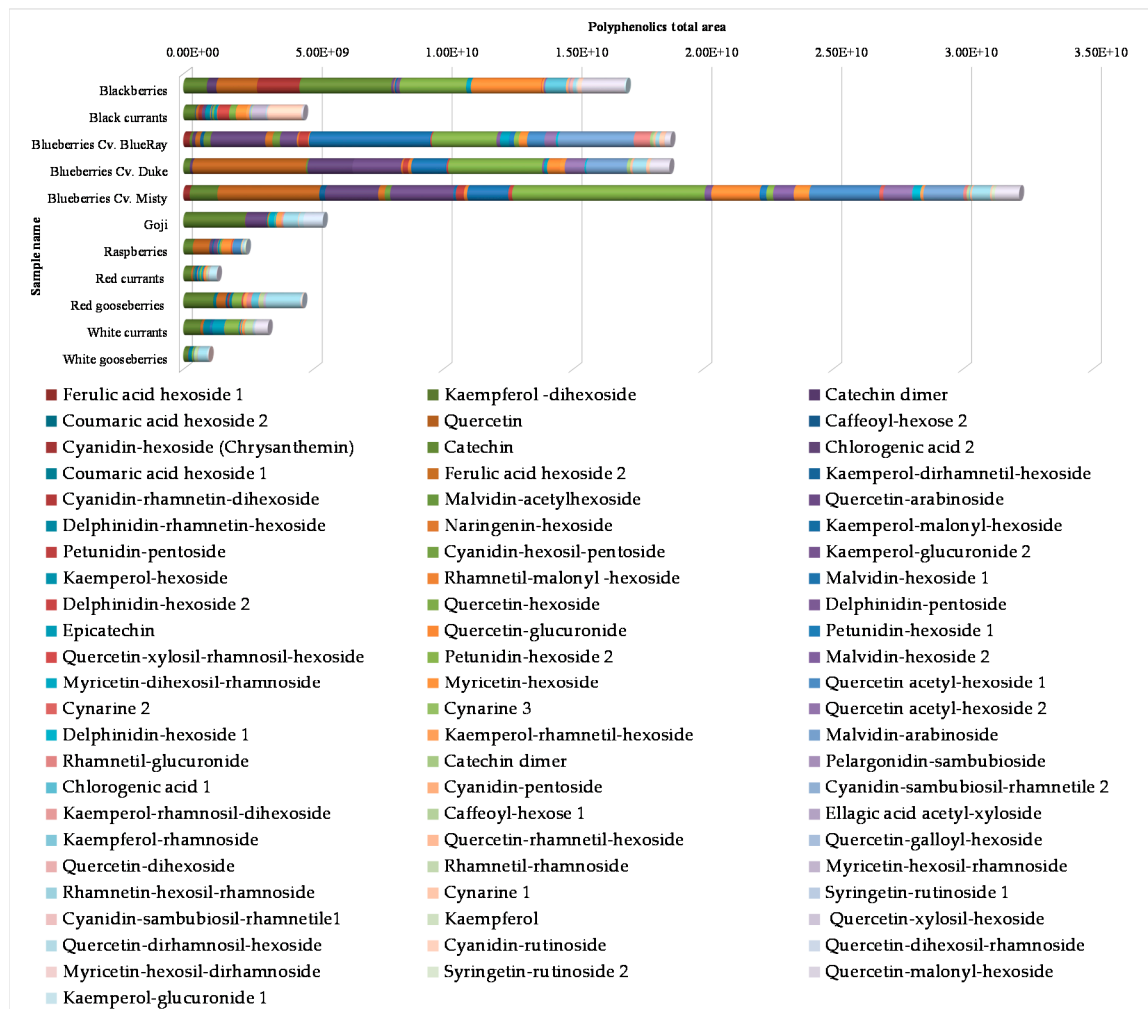 Polyphenolics total area
0.00E+00 5.00E+09 1.00E+10 1.50E+10 2.00E+10 2.50E+10 3.00E+10 3.50E+10
Sample name
Blackberries
Black currants
Blueberries Cv. BlueRay
Blueberries Cv. Duke
Blueberries Cv. Misty
Goji
Raspberries
Red currants
Red gooseberries
White currants
White gooseberries
Ferulic acid hexoside 1 Kaempferol -dihexoside Catechin dimer
Coumaric acid hexoside 2 Quercetin Caffeoyl-hexose 2
Cyanidin-hexoside (Chrysanthemin) Catechin Chlorogenic acid 2
Coumaric acid hexoside 1 Ferulic acid hexoside 2 Kaemperol-dirhamnetil-hexoside
Cyanidin-rhamnetin-dihexoside Malvidin-acetylhexoside Quercetin-arabinoside
Delphinidin-rhamnetin-hexoside Naringenin-hexoside Kaemperol-malonyl-hexoside
Petunidin-pentoside Cyanidin-hexosil-pentoside Kaemperol-glucuronide 2
Kaemperol-hexoside Rhamnetil-malonyl -hexoside Malvidin-hexoside 1
Delphinidin-hexoside 2 Quercetin-hexoside Delphinidin-pentoside
Epicatechin Quercetin-glucuronide Petunidin-hexoside 1
Quercetin-xylosil-rhamnosil-hexoside Petunidin-hexoside 2 Malvidin-hexoside 2
Myricetin-dihexosil-rhamnoside Myricetin-hexoside Quercetin acetyl-hexoside 1
Cynarine 2 Cynarine 3 Quercetin acetyl-hexoside 2
Delphinidin-hexoside 1 Kaemperol-rhamnetil-hexoside Malvidin-arabinoside
Rhamnetil-glucuronide Catechin dimer Pelargonidin-sambubioside
Chlorogenic acid 1 Cyanidin-pentoside Cyanidin-sambubiosil-rhamnetile 2
Kaemperol-rhamnosil-dihexoside Caffeoyl-hexose 1 Ellagic acid acetyl-xyloside
Kaempferol-rhamnoside Quercetin-rhamnetil-hexoside Quercetin-galloyl-hexoside
Quercetin-dihexoside Rhamnetil-rhamnoside Myricetin-hexosil-rhamnoside
Rhamnetin-hexosil-rhamnoside Cynarine 1 Syringetin-rutinoside 1
Cyanidin-sambubiosil-rhamnetile1 Kaempferol Quercetin-xylosil-hexoside
Quercetin-dirhamnosil-hexoside Cyanidin-rutinoside Quercetin-dihexosil-rhamnoside
Myricetin-hexosil-dirhamnoside Syringetin-rutinoside 2 Quercetin-malonyl-hexoside
Kaemperol-glucuronide 1